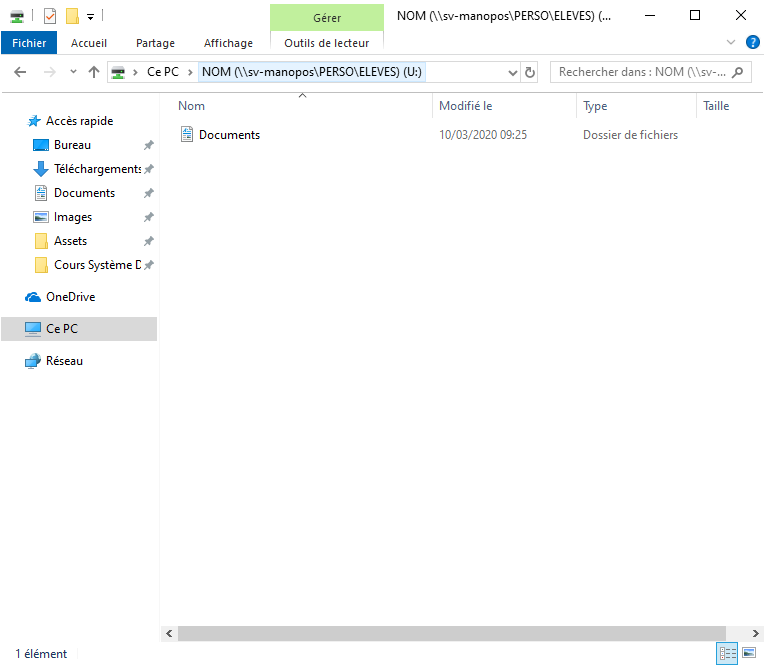 Gérer
NOM (\\sv-manopos\PERSO\ELEVES) (...
Fichier
Accueil
Partage
Affichage
Outils de lecteur
Ce PC
NOM (\\sv-manopos\PERSO\ELEVES) (U:)
Rechercher dans : NOM (\\sv-...
Nom
Modifié le
Type
Taille
Documents
10/03/2020 09:25
Dossier de fichiers
Accès rapide
Bureau
Téléchargements
Documents
Images
Assets
Cours Système D
OneDrive
Ce PC
Réseau
1 élément